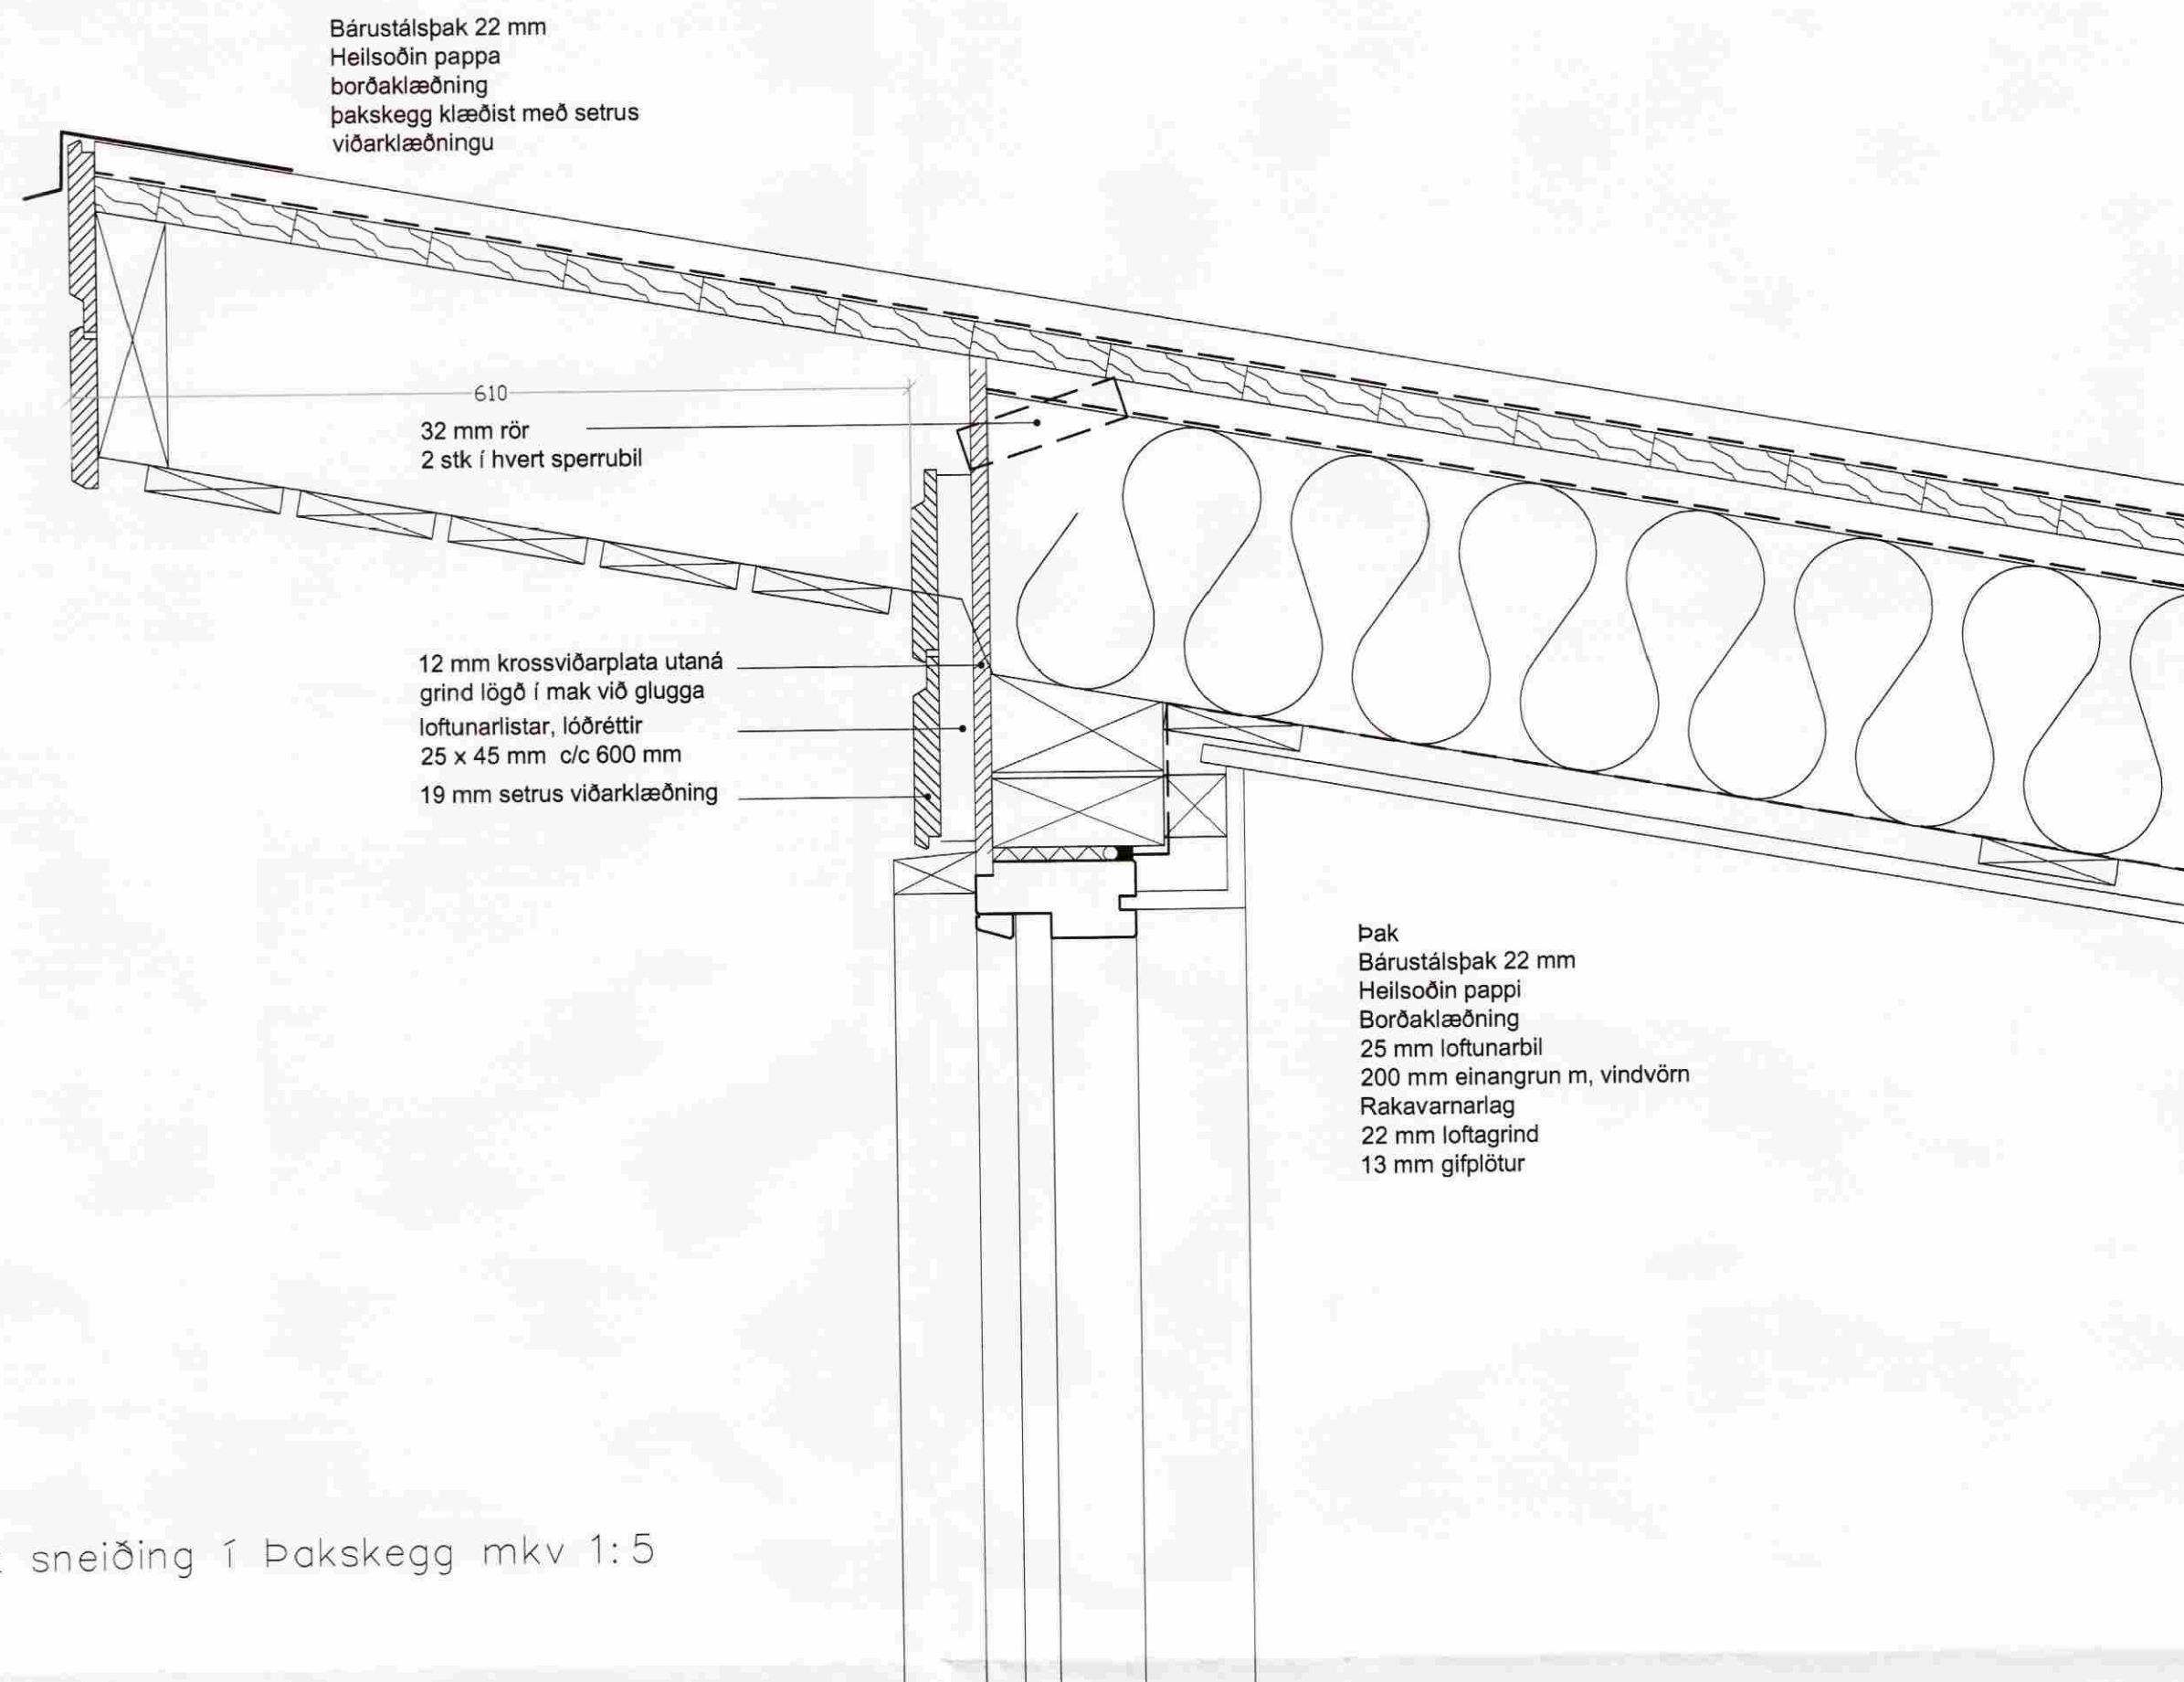 Bárustálsþak 22 mm
Heilsoðin pappa
borðaklæðning
þakskegg klæðist með setrus
viðarklæðningu
610
32 mm rör
2 stk í hvert sperrubil
12 mm krossviðarplata utaná
grind lögð í mak við glugga
loftunarlistar, lóðréttir
25 x 45 mm c/c 600 mm
19 mm setrus viðarklæðning
Þak
Bárustálsþak 22 mm
Heilsoðin pappi
Borðaklæðning
25 mm loftunarbil
200 mm einangrun m, vindvörn
Rakavarnarlag
22 mm loftagrind
13 mm gifplötur
sneiðing í Þakskegg mkv 1:5